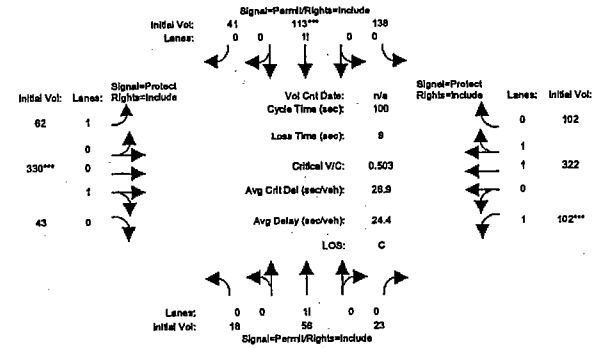 Signal=Permit/Rights=Include
Initial Vol: 41 113*** 138
Lanes: 0 0 1! 0 0
Signal=Protect
Initial Vol: Lanes: Rights=Include
Vol Cnt Date: n/a
Signal=Protect
Rights=Include Lanes: Initial Vol:
Cycle Time (sec): 100
62 1
0 102
Loss Time (sec): 9
0
1
330*** 0
Critical V/C: 0.503
1 322
1
Avg Crit Del (sec/veh): 28.9
0
43 0
Avg Delay (sec/veh): 24.4
1 102***
LOS: C
Lanes: 0 0 1! 0 0
Initial Vol: 18 56 23
Signal=Permit/Rights=Include